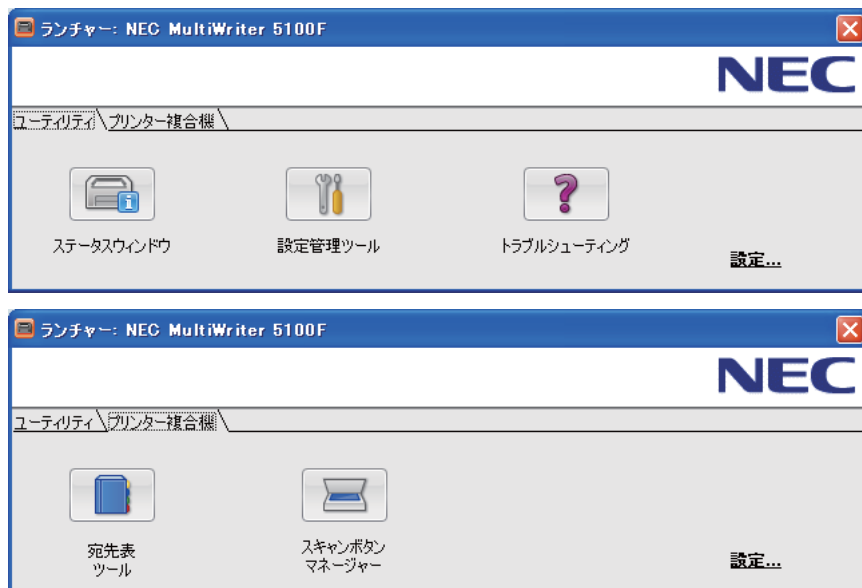 ランチャー: NEC MultiWriter 5100F
NEC
ユーティリティ プリンター複合機
ステータスウィンドウ 設定管理ツール トラブルシューティング
設定...
ランチャー: NEC MultiWriter 5100F
NEC
ユーティリティ プリンター複合機
宛先表
ツール
スキャンボタン
マネージャー
設定...